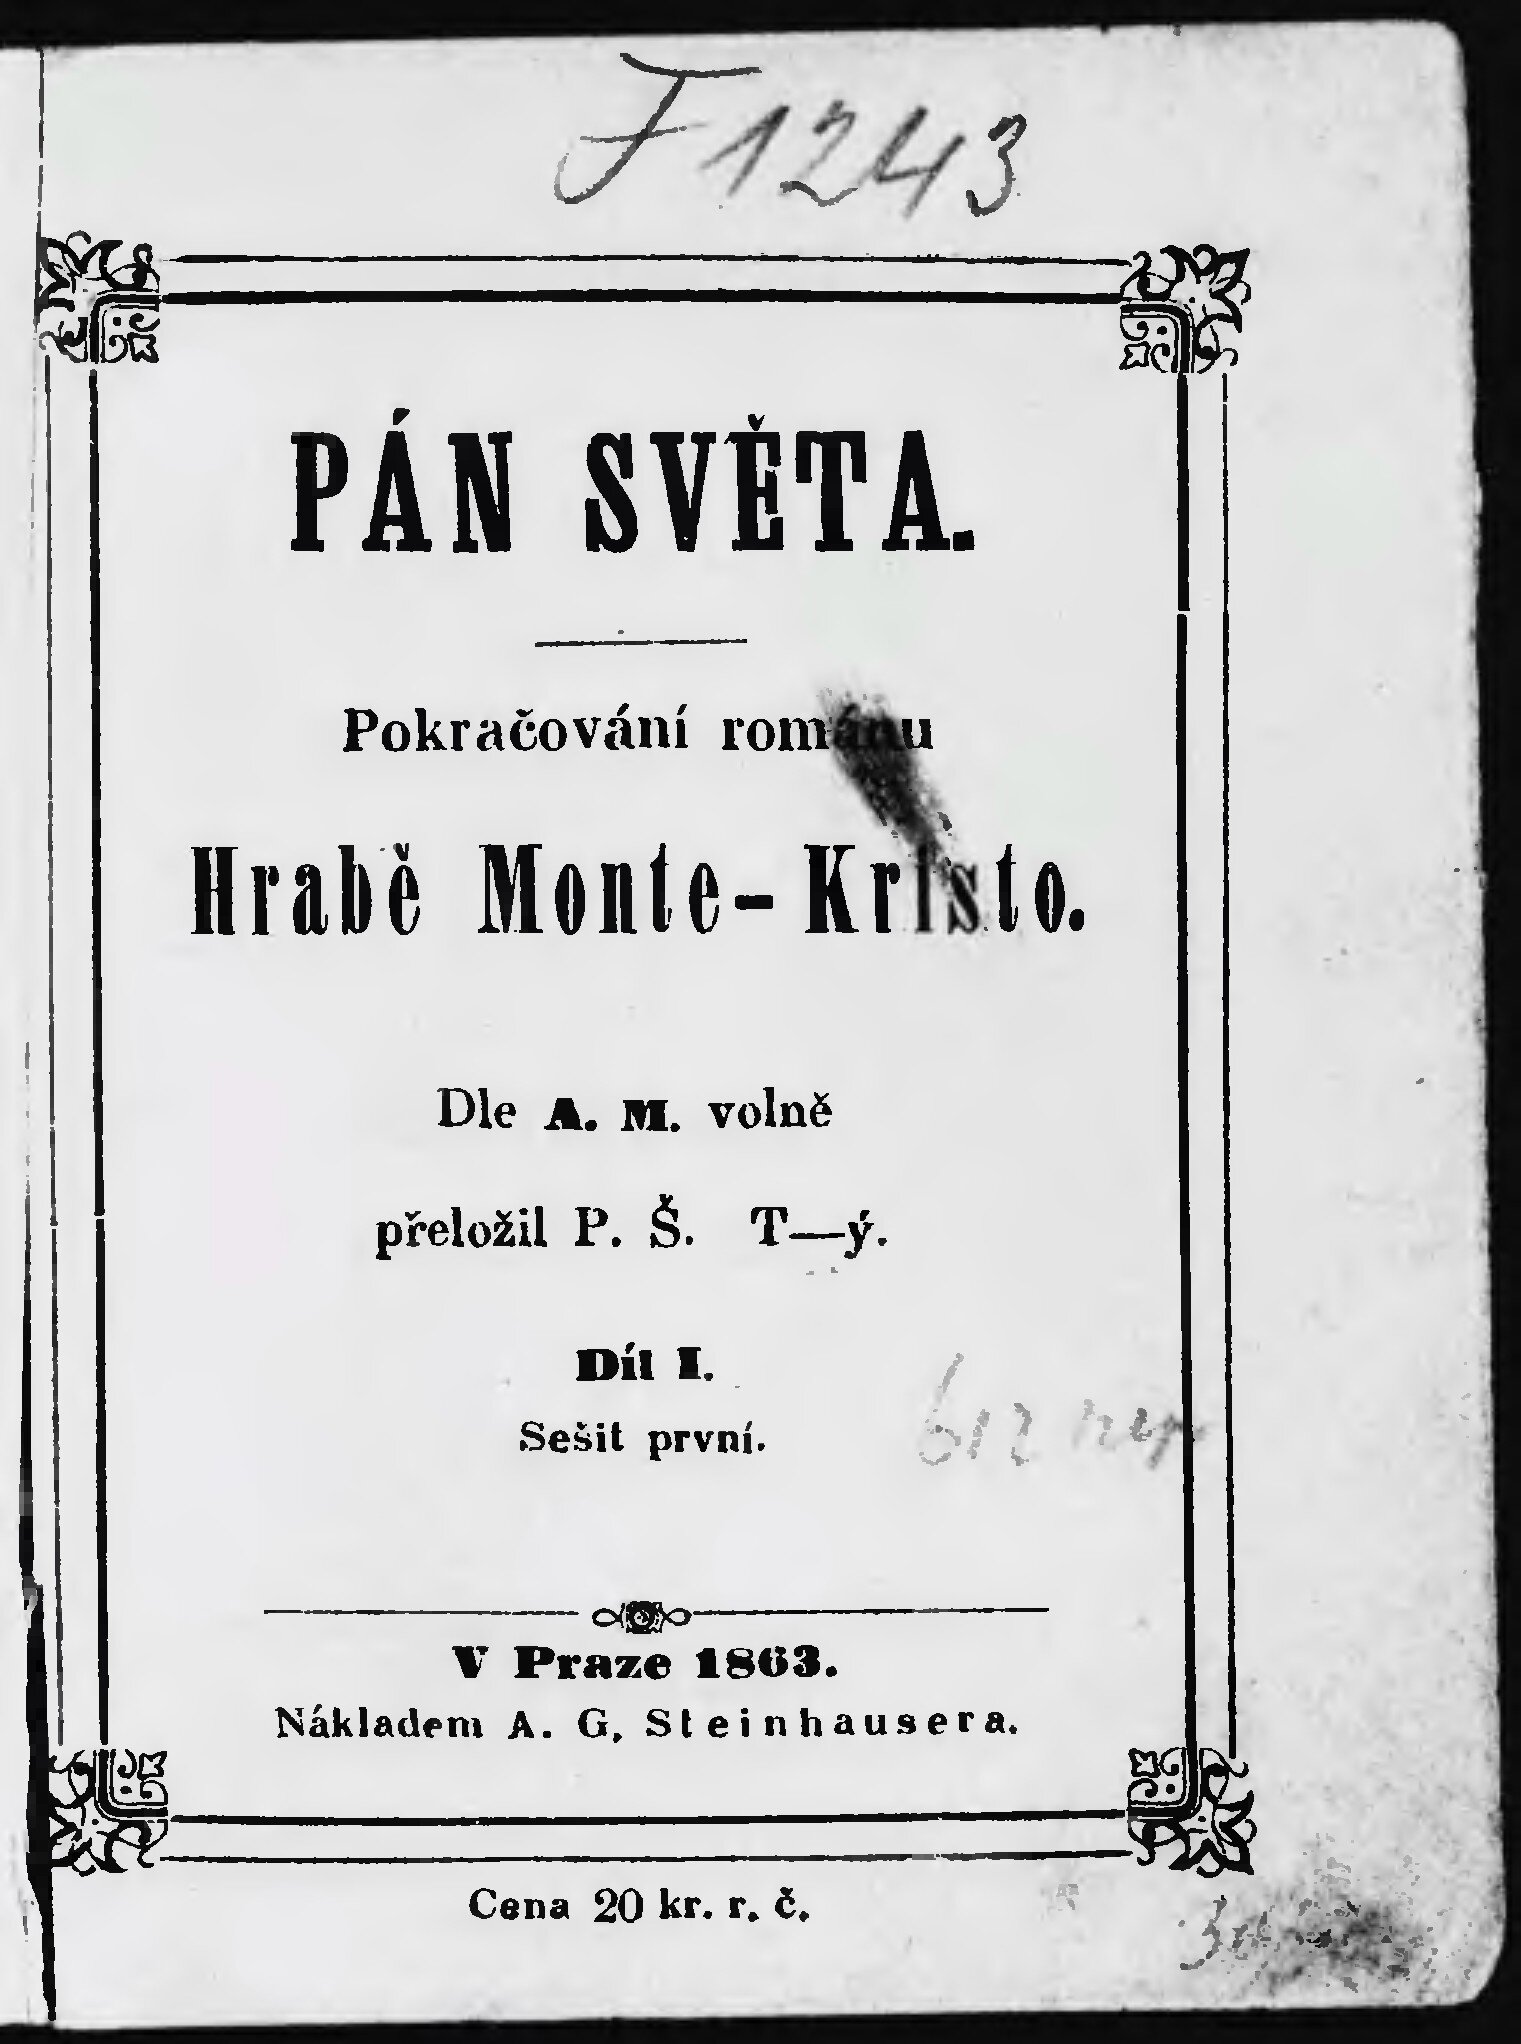 F 1243
PÁN SVĚTA.
Pokračování románu
Hrabě Monte-Kristo.
Dle A. M. volně
přeložil P. Š. T—ý.
Díl I.
Sešit první.
V Praze 1863.
Nákladem A. G. Steinhausera.
Cena 20 kr. r. č.